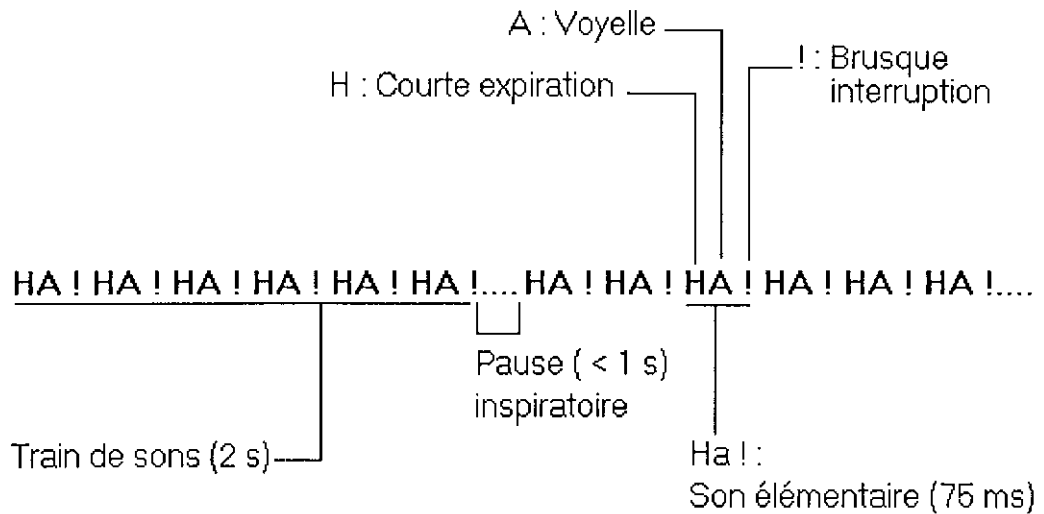 A : Voyelle
! : Brusque
interruption
H : Courte expiration
HA ! HA ! HA ! HA ! HA ! HA !.... HA ! HA ! HA ! HA ! HA ! HA !....
Pause ( < 1 s)
inspiratoire
Train de sons (2 s)
Ha ! :
Son élémentaire (75 ms)